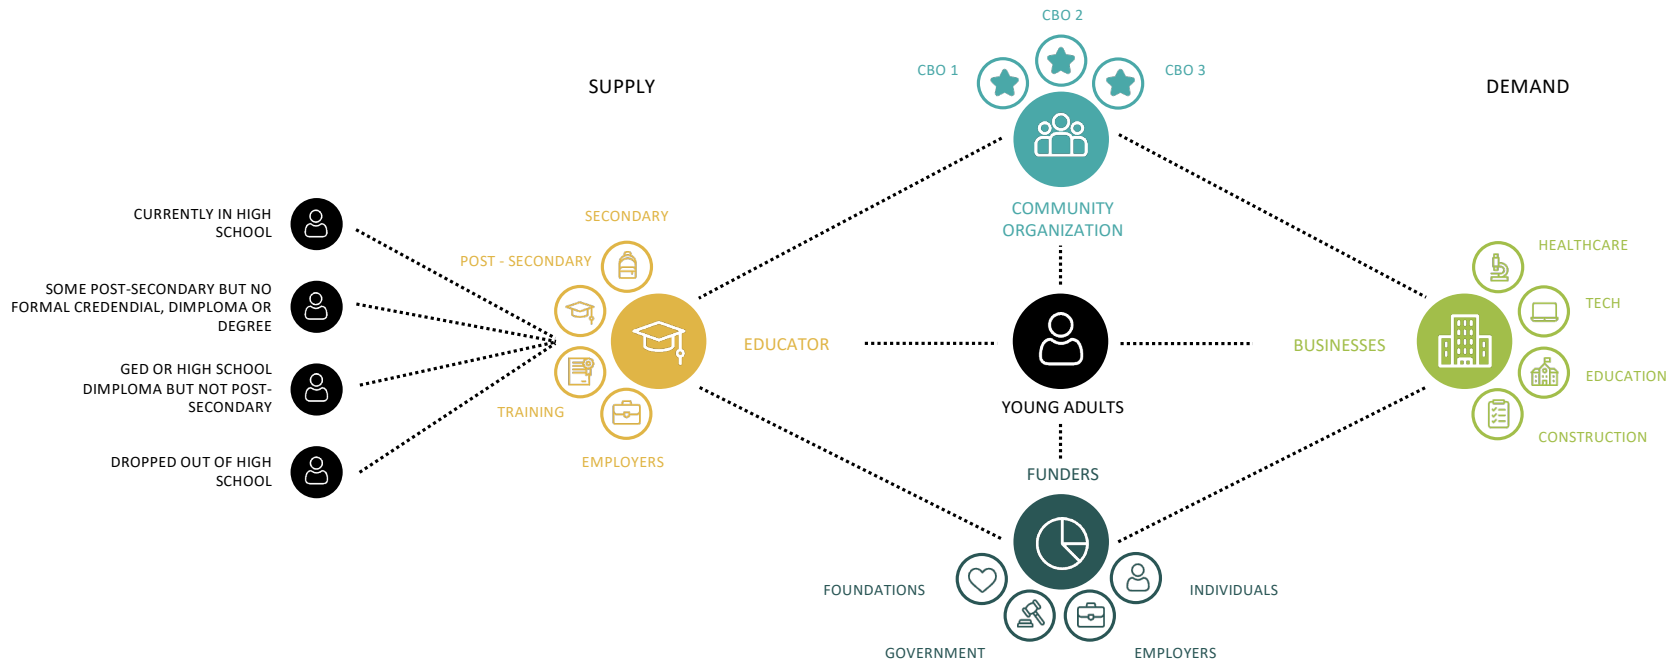 CBO 2
CBO 1
CBO 3
SUPPLY
DEMAND
CURRENTLY IN HIGH
SCHOOL
SOME POST-SECONDARY BUT NO
FORMAL CREDENDIAL, DIMPLOMA OR
DEGREE
GED OR HIGH SCHOOL
DIMPLOMA BUT NOT POST-
SECONDARY
DROPPED OUT OF HIGH
SCHOOL
SECONDARY
POST - SECONDARY
TRAINING
EMPLOYERS
EDUCATOR
COMMUNITY
ORGANIZATION
YOUNG ADULTS
FUNDERS
FOUNDATIONS
GOVERNMENT
EMPLOYERS
INDIVIDUALS
BUSINESSES
HEALTHCARE
TECH
EDUCATION
CONSTRUCTION